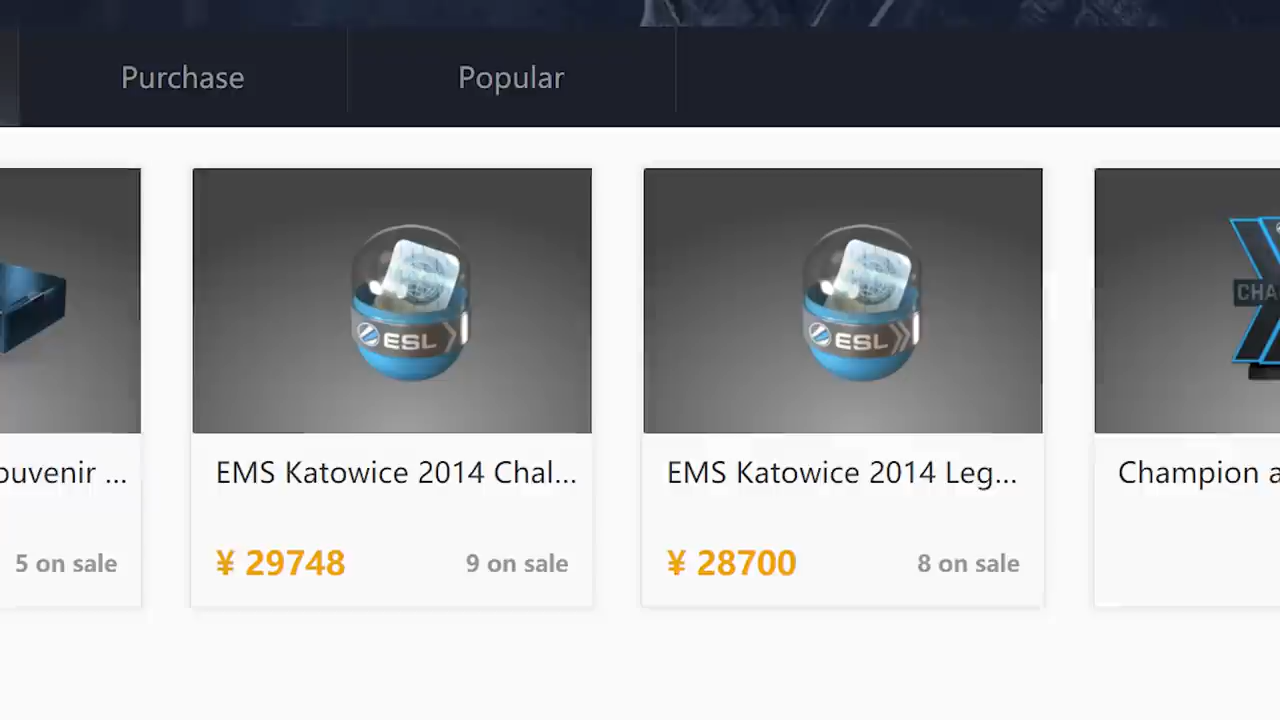 Purchase
Popular
ESL
ESL
CHA
ouvenir ...
EMS Katowice 2014 Chal...
EMS Katowice 2014 Leg...
Champion a
5 on sale
¥ 29748
9 on sale
¥ 28700
8 on sale